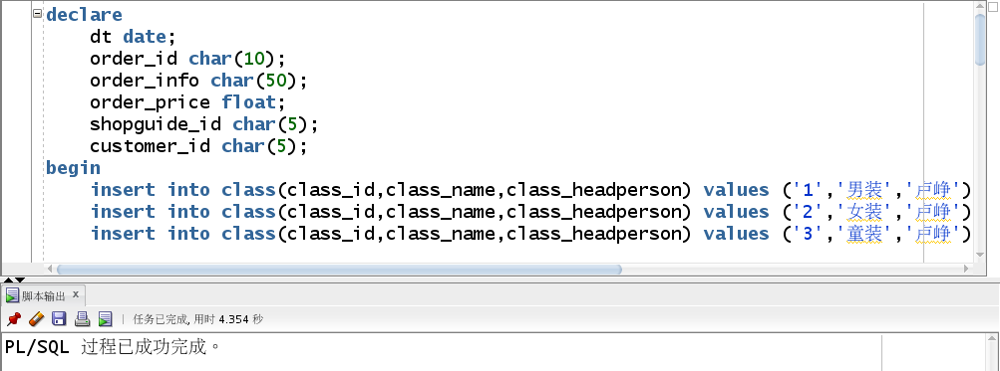 declare
dt date;
order_id char(10);
order_info char(50);
order_price float;
shopguide_id char(5);
customer_id char(5);
begin
insert into class(class_id,class_name,class_headperson) values ('1','男装','卢峥')
insert into class(class_id,class_name,class_headperson) values ('2','女装','卢峥')
insert into class(class_id,class_name,class_headperson) values ('3','童装','卢峥')
脚本输出 x
任务已完成, 用时 4.354 秒
PL/SQL 过程已成功完成。